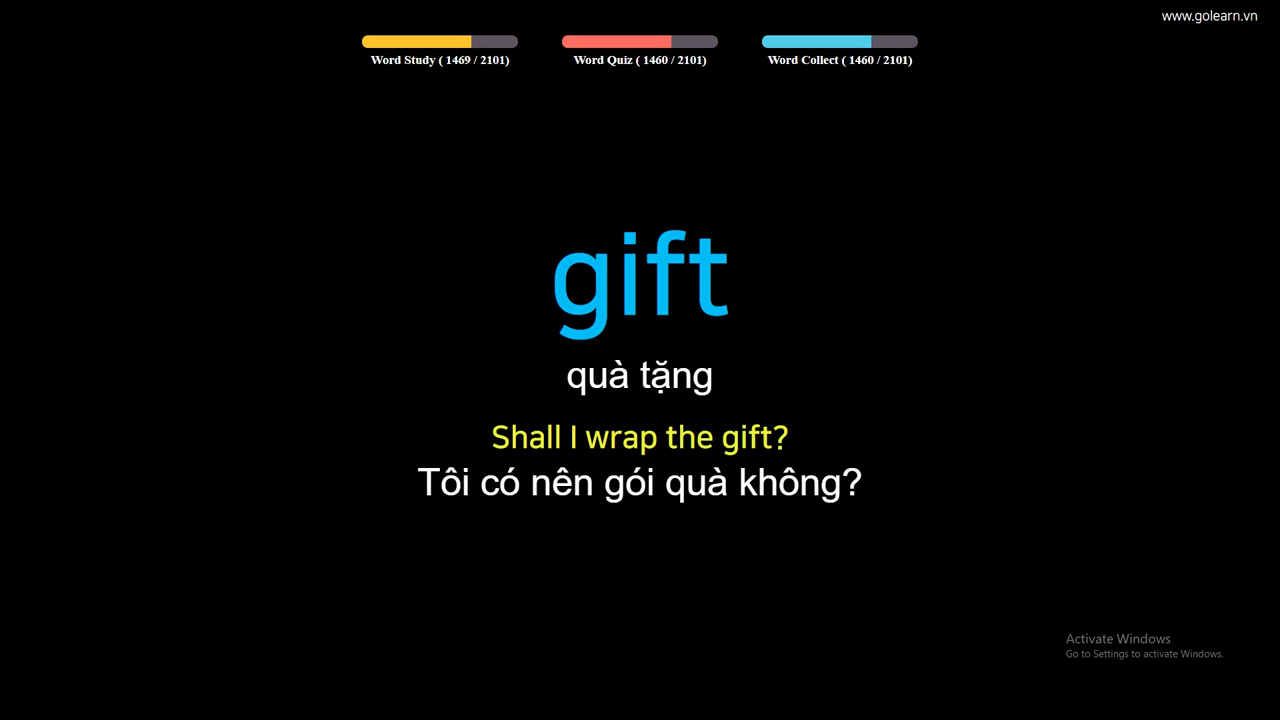 www.golearn.vn
Word Study ( 1469 / 2101)
Word Quiz ( 1460 / 2101)
Word Collect ( 1460 / 2101)
gift
quà tặng
Shall I wrap the gift?
Tôi có nên gói quà không?
Activate Windows
Go to Settings to activate Windows.